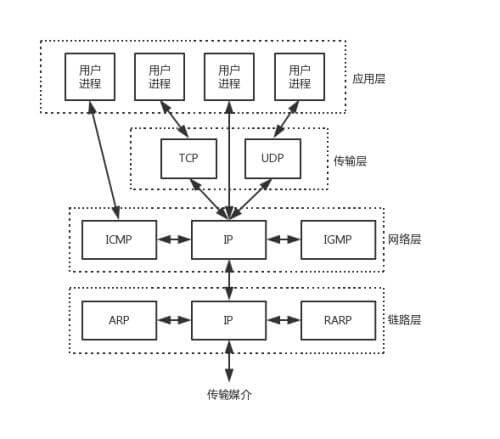 用户
进程
用户
进程
用户
进程
用户
进程
应用层
TCP
UDP
传输层
ICMP
IP
IGMP
网络层
ARP
IP
RARP
链路层
传输媒介